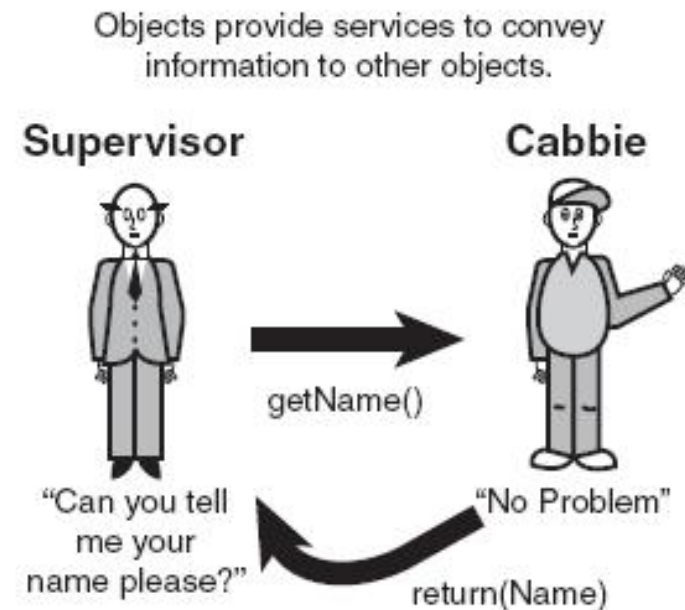 Objects provide services to convey
information to other objects.
Supervisor
Cabbie
getName()
“Can you tell
me your
name please?”
“No Problem”
return(Name)